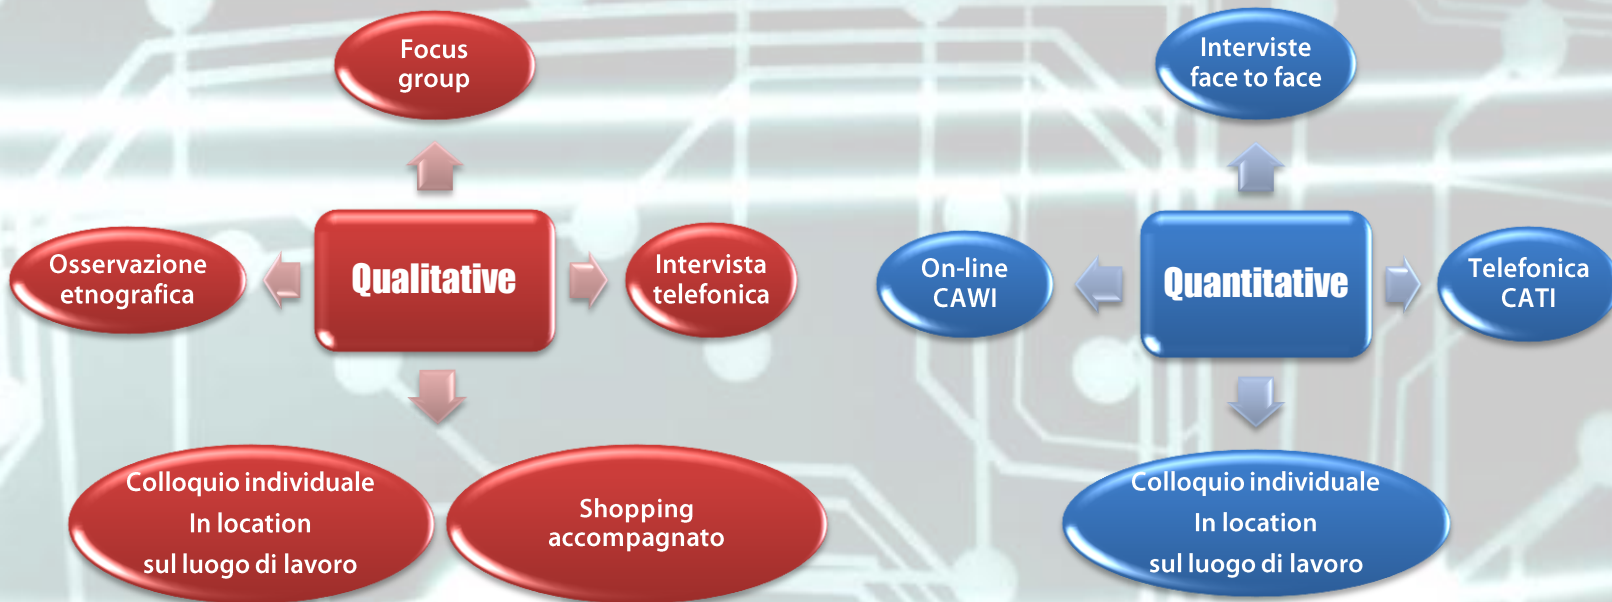 Focus
group
Osservazione
etnografica
Qualitative
Intervista
telefonica
Colloquio individuale
In location
sul luogo di lavoro
Shopping
accompagnato
Interviste
face to face
On-line
CAWI
Quantitative
Telefonica
CATI
Colloquio individuale
In location
sul luogo di lavoro